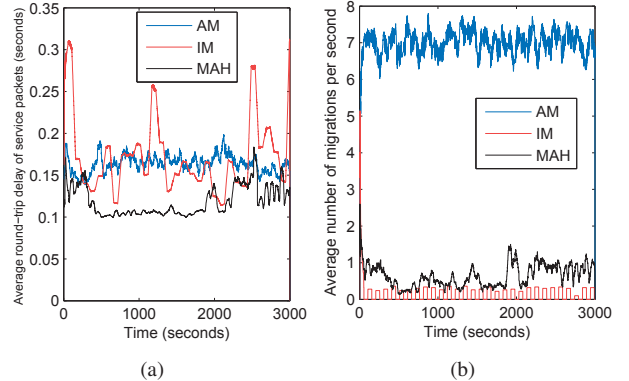 Average round-trip delay of service packets (seconds)
0.35
0.3
0.25
0.2
0.15
0.1
0.05
0
AM
IM
MAH
0 1000 2000 3000
Time (seconds)
(a)
Average number of migrations per second
8
7
6
5
4
3
2
1
0
AM
IM
MAH
0 1000 2000 3000
Time (seconds)
(b)